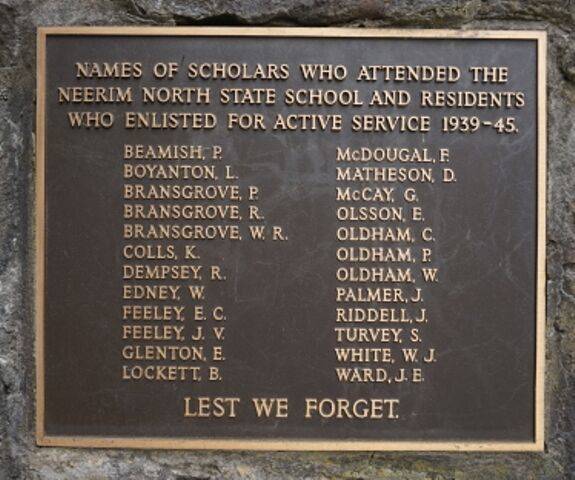 NAMES OF SCHOLARS WHO ATTENDED THE
NEERIM NORTH STATE SCHOOL AND RESIDENTS
WHO ENLISTED FOR ACTIVE SERVICE 1939-45.
BEAMISH, P.
BOYANTON, L.
BRANSGROVE, P.
BRANSGROVE, R.
BRANSGROVE, W. R.
COLLS, K.
DEMPSEY, R.
EDNEY, W.
FEELEY, E. C.
FEELEY, J. V.
GLENTON, E.
LOCKETT, B.
McDOUGAL, F.
MATHESON, D.
McCAY, G.
OLSSON, E.
OLDHAM, C.
OLDHAM, P.
OLDHAM, W.
PALMER, J.
RIDDELL, J.
TURVEY, S.
WHITE, W. J.
WARD, J. E.
LEST WE FORGET.